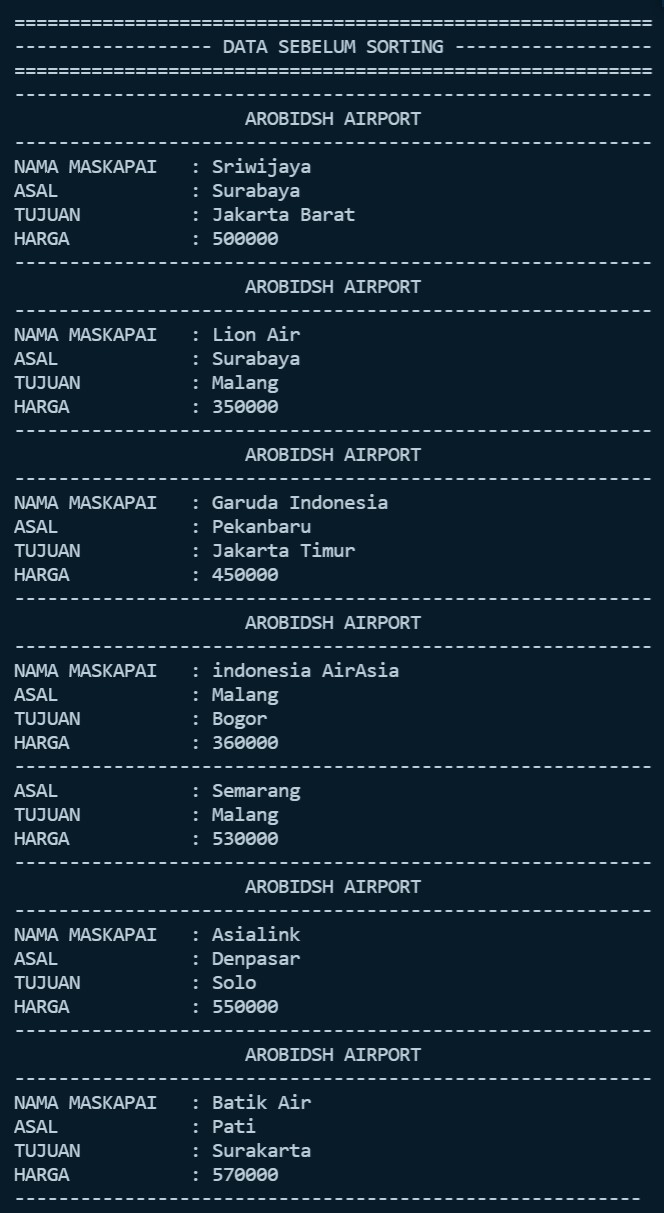 ==========================================================
------------------ DATA SEBELUM SORTING ------------------
==========================================================
----------------------------------------------------------
AROBIDSH AIRPORT
----------------------------------------------------------
NAMA MASKAPAI   : Sriwijaya
ASAL            : Surabaya
TUJUAN          : Jakarta Barat
HARGA           : 500000
----------------------------------------------------------
AROBIDSH AIRPORT
----------------------------------------------------------
NAMA MASKAPAI   : Lion Air
ASAL            : Surabaya
TUJUAN          : Malang
HARGA           : 350000
----------------------------------------------------------
AROBIDSH AIRPORT
----------------------------------------------------------
NAMA MASKAPAI   : Garuda Indonesia
ASAL            : Pekanbaru
TUJUAN          : Jakarta Timur
HARGA           : 450000
----------------------------------------------------------
AROBIDSH AIRPORT
----------------------------------------------------------
NAMA MASKAPAI   : indonesia AirAsia
ASAL            : Malang
TUJUAN          : Bogor
HARGA           : 360000
----------------------------------------------------------
ASAL            : Semarang
TUJUAN          : Malang
HARGA           : 530000
----------------------------------------------------------
AROBIDSH AIRPORT
----------------------------------------------------------
NAMA MASKAPAI   : Asialink
ASAL            : Denpasar
TUJUAN          : Solo
HARGA           : 550000
----------------------------------------------------------
AROBIDSH AIRPORT
----------------------------------------------------------
NAMA MASKAPAI   : Batik Air
ASAL            : Pati
TUJUAN          : Surakarta
HARGA           : 570000
---------------------------------------------------------